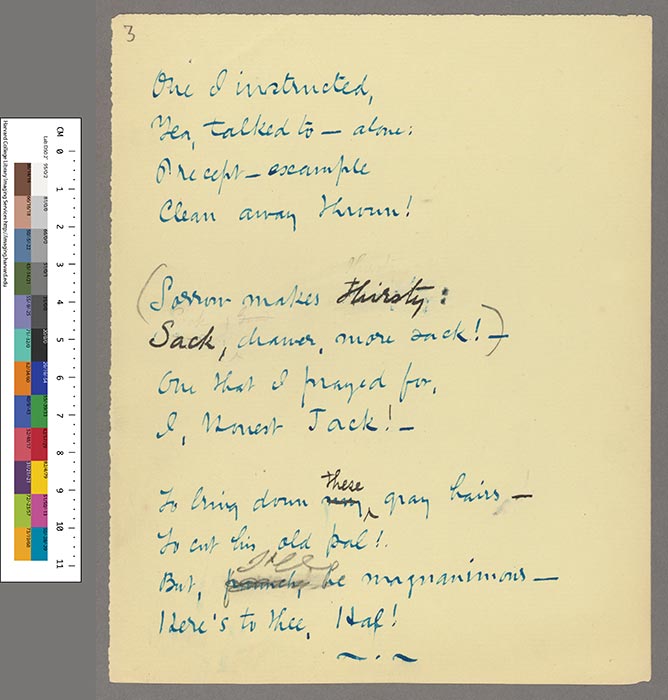 3
One I instructed,
Yea, talked to — alone:
Precept — example
Clean away thrown!
(Sorrow makes thirsty:
Sack, drawer, more sack! —)
One that I prayed for,
I, Honest Jack! —
To bring down my these gray hairs —
To cut his old pal!
But, paunch, I'll be magnanimous —
Here's to thee, Hal!
CM 0 1 2 3 4 5 6 7 8 9 10 11
Harvard College Library Imaging Services http://imaging.harvard.edu